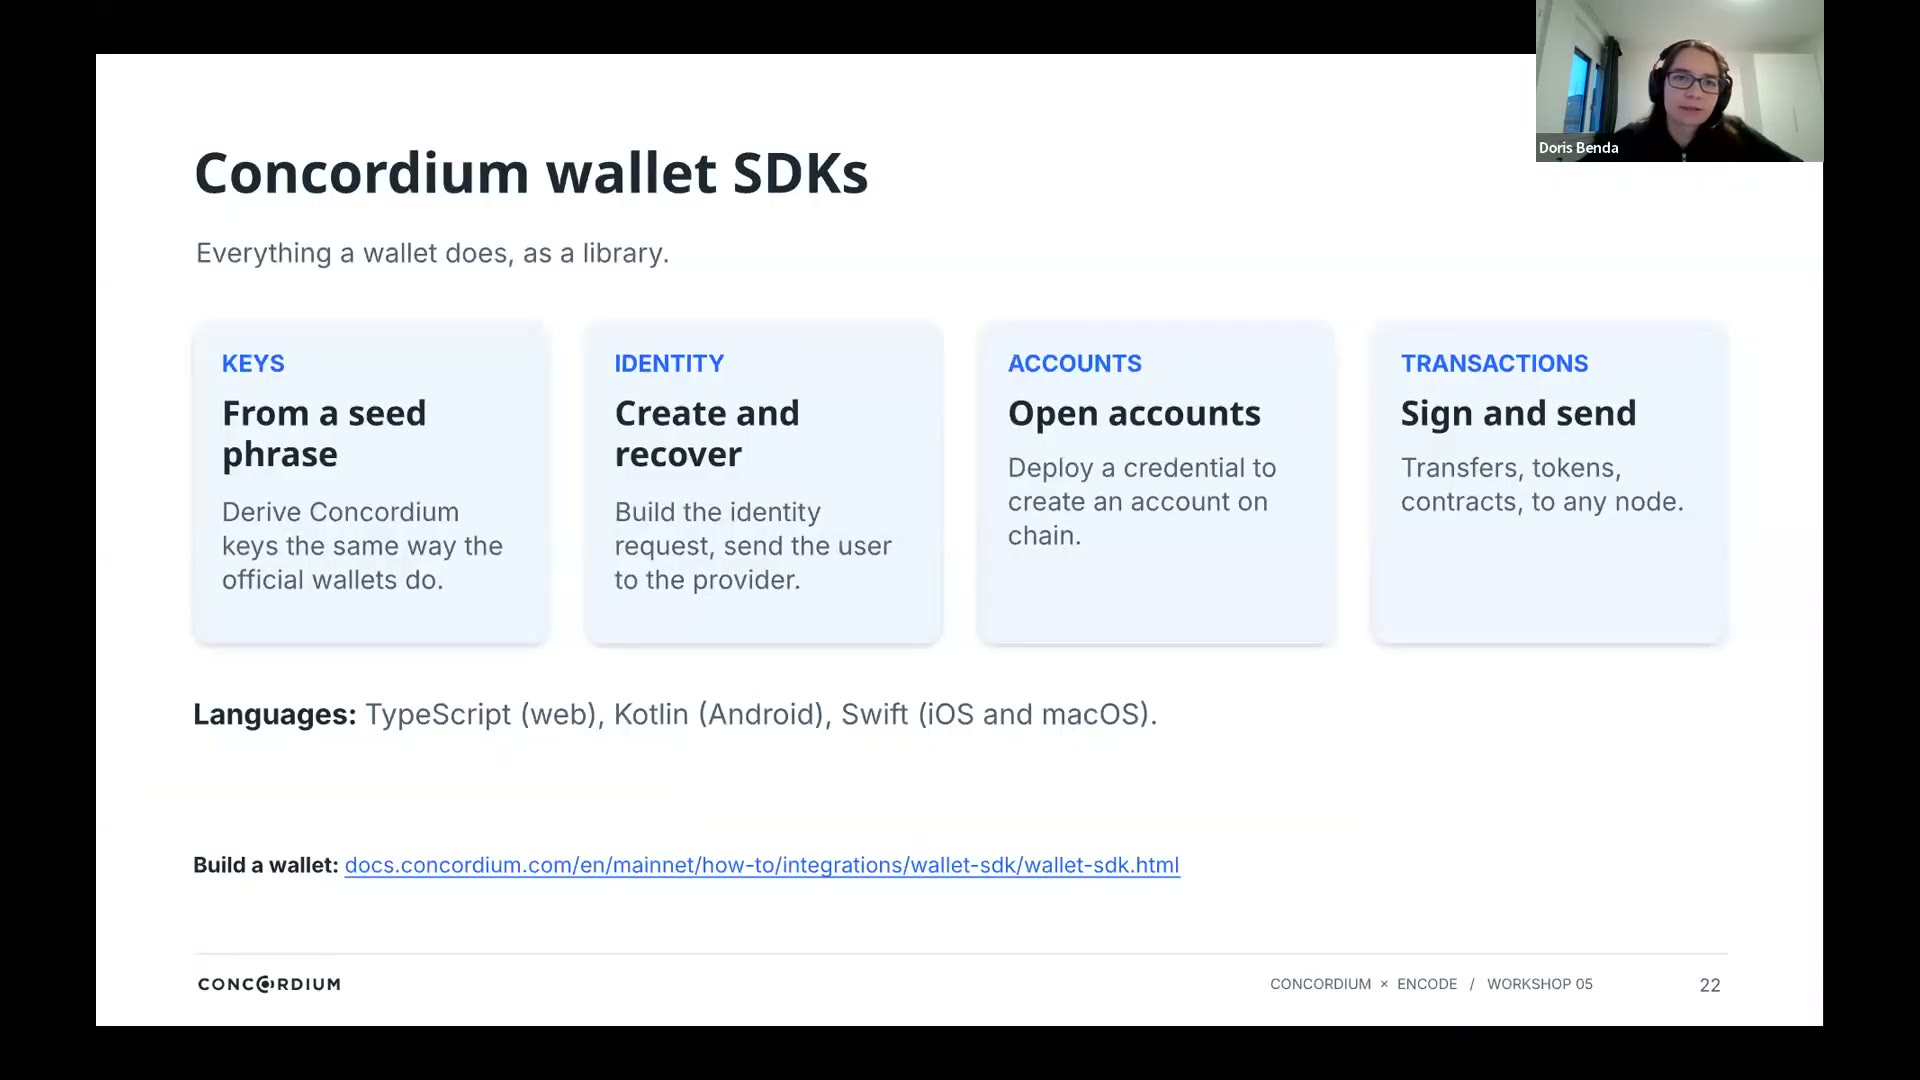 Doris Benda
Concordium wallet SDKs
Everything a wallet does, as a library.
KEYS
From a seed
phrase
Derive Concordium
keys the same way the
official wallets do.
IDENTITY
Create and
recover
Build the identity
request, send the user
to the provider.
ACCOUNTS
Open accounts
Deploy a credential to
create an account on
chain.
TRANSACTIONS
Sign and send
Transfers, tokens,
contracts, to any node.
Languages: TypeScript (web), Kotlin (Android), Swift (iOS and macOS).
Build a wallet: docs.concordium.com/en/mainnet/how-to/integrations/wallet-sdk/wallet-sdk.html
CONCORDIUM
CONCORDIUM × ENCODE / WORKSHOP 05
22